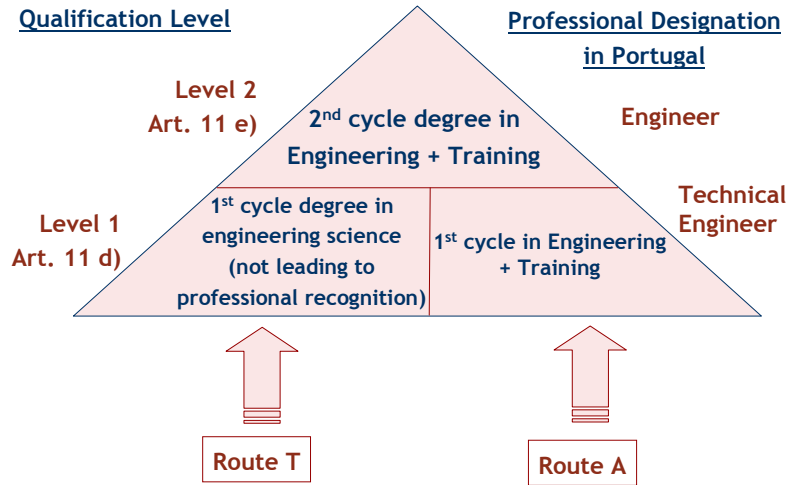 Qualification Level
Professional Designation
in Portugal
Level 2
Art. 11 e)
2nd cycle degree in
Engineering + Training
Engineer
Level 1
Art. 11 d)
1st cycle degree in
engineering science
(not leading to
professional recognition)
1st cycle in Engineering
+ Training
Technical
Engineer
Route T
Route A